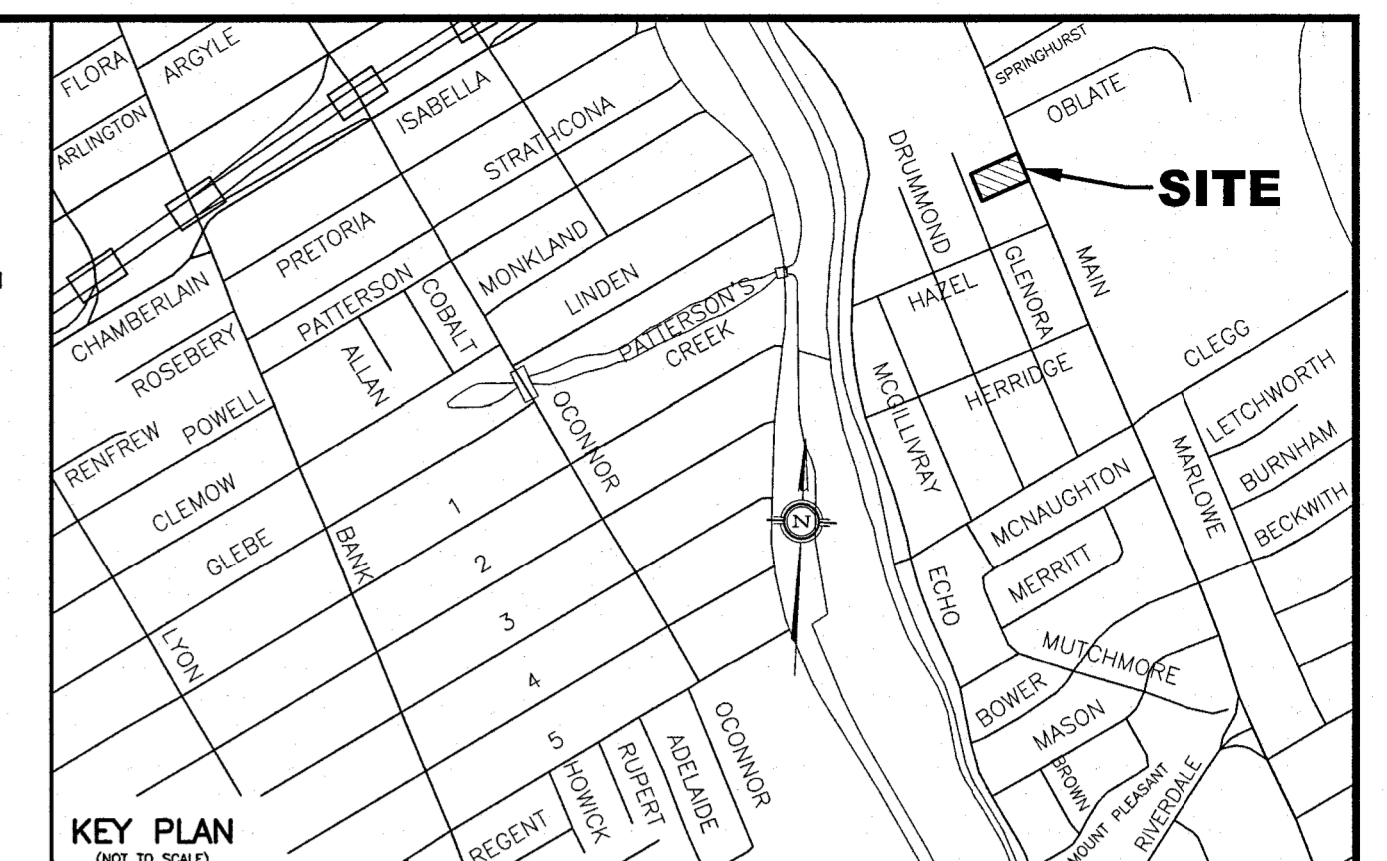 FLORA
ARGYLE
ARLINGTON
ISABELLA
STRATHCONA
SPRINGHURST
OBLATE
DRUMMOND
SITE
PRETORIA
PATTERSON
MONKLAND
LINDEN
COBALT
CHAMBERLAIN
ROSEBERY
ALLAN
PATTERSON'S
CREEK
HAZEL
GLENORA
MAIN
CLEGG
RENFREW
POWELL
OCONNOR
MCGILLIVRAY
HERRIDGE
LETCHWORTH
BURNHAM
BECKWITH
MARLOWE
CLEMOW
GLEBE
BANK
1
2
3
4
5
N
MCNAUGHTON
MERRITT
ECHO
LYON
MUTCHMORE
BOWER
MASON
OCONNOR
ADELAIDE
RUPERT
HOWICK
REGENT
BROWN
MOUNT PLEASANT
RIVERDALE
KEY PLAN
(NOT TO SCALE)